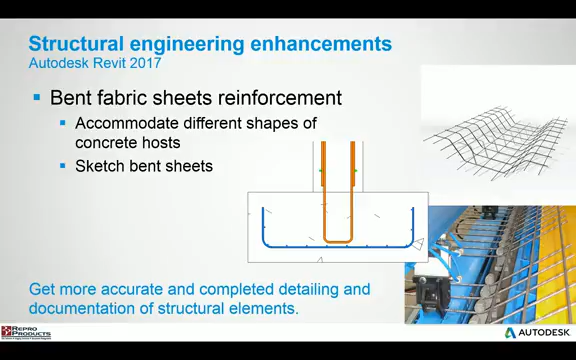 Structural engineering enhancements
Autodesk Revit 2017
Bent fabric sheets reinforcement
Accommodate different shapes of
concrete hosts
Sketch bent sheets
Get more accurate and completed detailing and
documentation of structural elements.
REPRO
PRODUCTS
AUTODESK